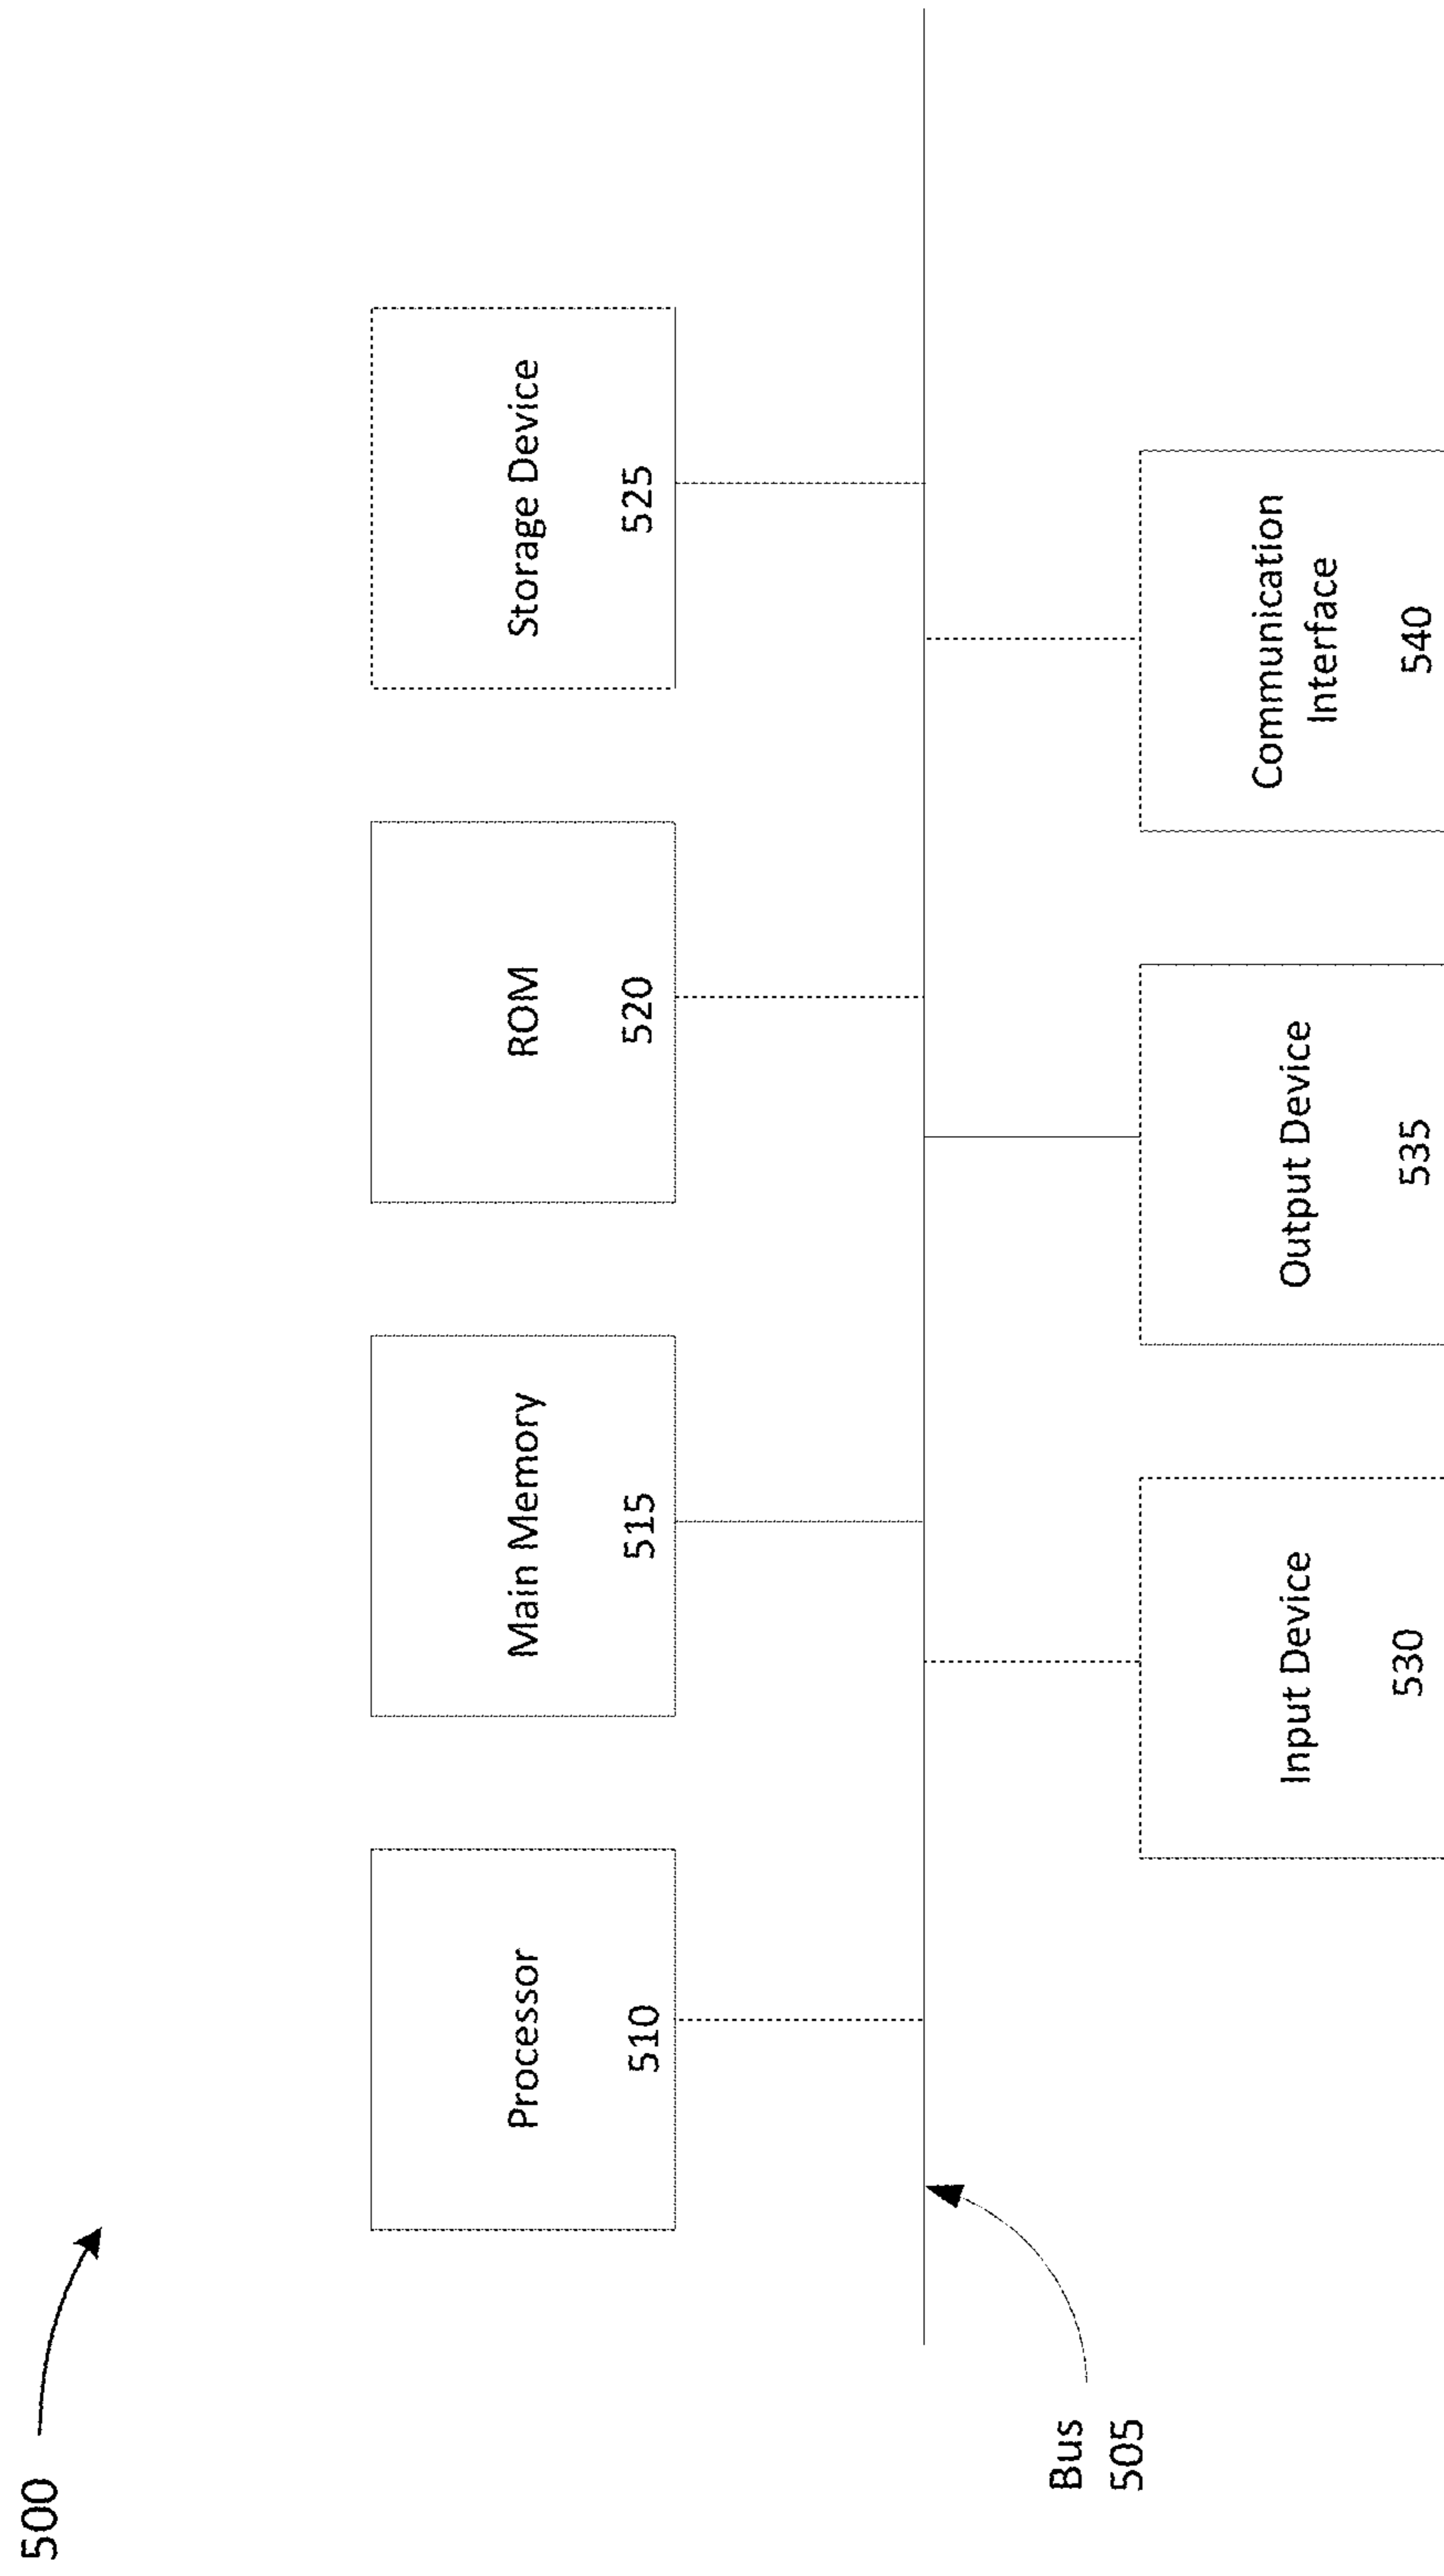 500
Processor
510
Main Memory
515
ROM
520
Storage Device
525
Bus
505
Input Device
530
Output Device
535
Communication
Interface
540